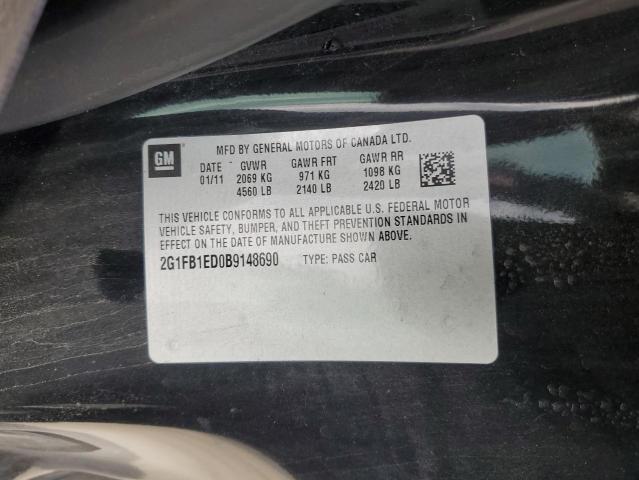 GM
MFD BY GENERAL MOTORS OF CANADA LTD.
DATE GVWR GAWR FRT GAWR RR
01/11 2069 KG 971 KG 1098 KG
4560 LB 2140 LB 2420 LB
THIS VEHICLE CONFORMS TO ALL APPLICABLE U.S. FEDERAL MOTOR
VEHICLE SAFETY, BUMPER, AND THEFT PREVENTION STANDARDS IN
EFFECT ON THE DATE OF MANUFACTURE SHOWN ABOVE.
2G1FB1ED0B9148690 TYPE: PASS CAR